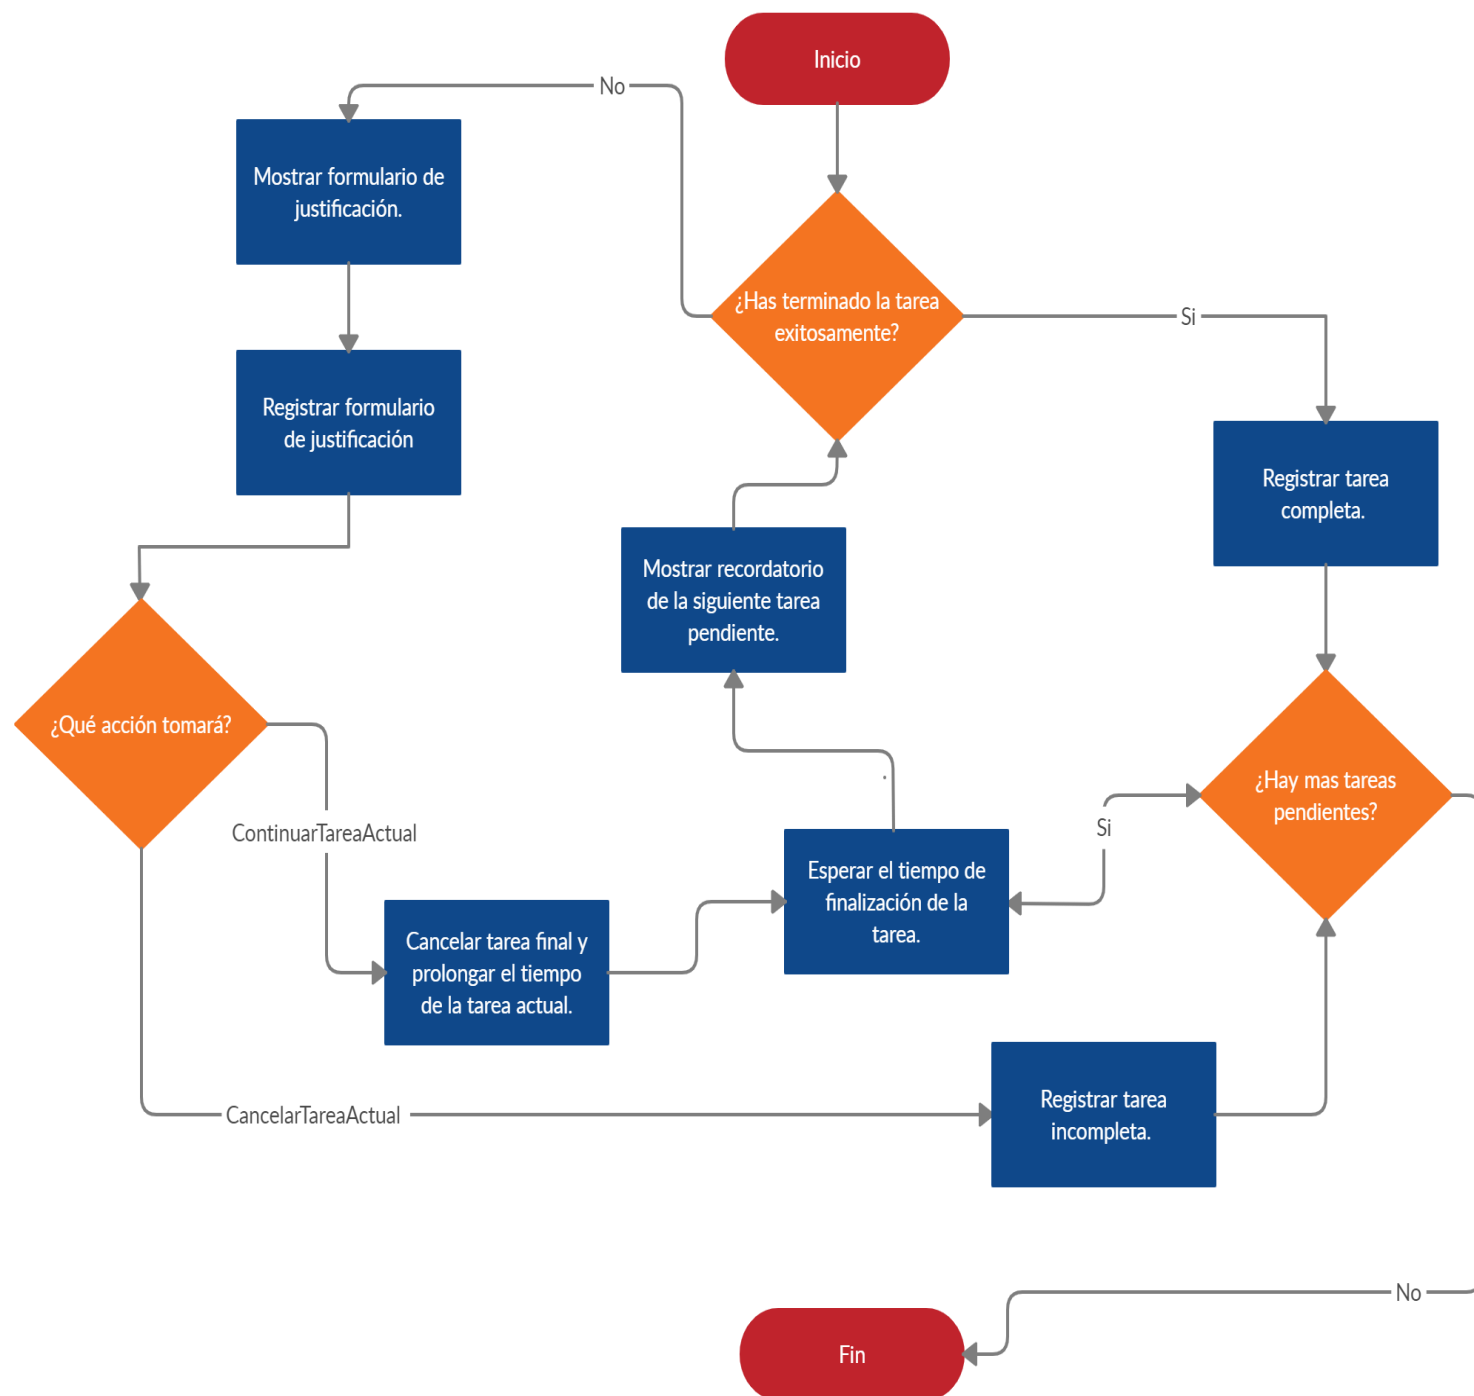 Inicio
No
Mostrar formulario de
justificación.
¿Has terminado la tarea
exitosamente?
Si
Registrar formulario
de justificación
Registrar tarea
completa.
Mostrar recordatorio
de la siguiente tarea
pendiente.
¿Qué acción tomará?
¿Hay mas tareas
pendientes?
ContinuarTareaActual
Si
Esperar el tiempo de
finalización de la
tarea.
Cancelar tarea final y
prolongar el tiempo
de la tarea actual.
CancelarTareaActual
Registrar tarea
incompleta.
No
Fin